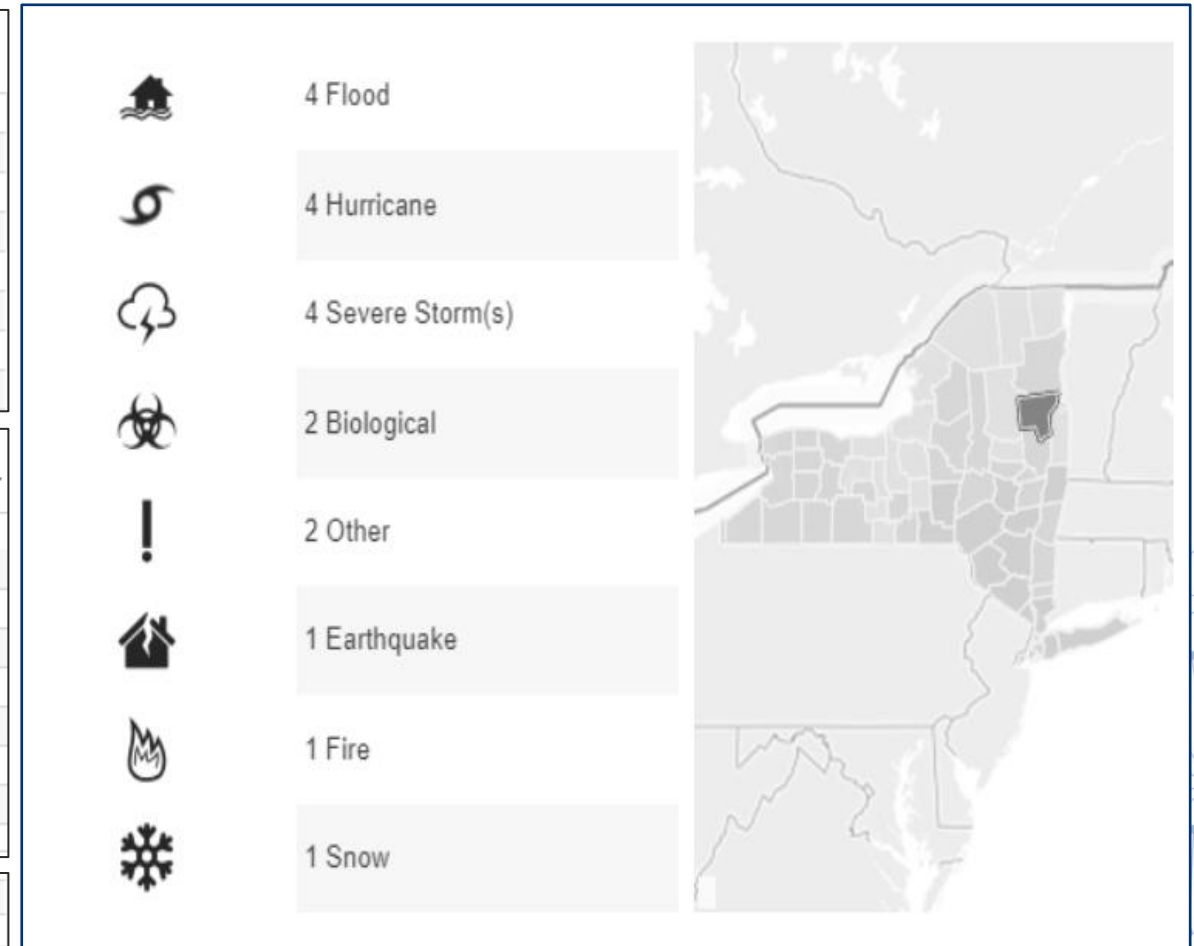 4 Flood
4 Hurricane
4 Severe Storm(s)
2 Biological
2 Other
1 Earthquake
1 Fire
1 Snow